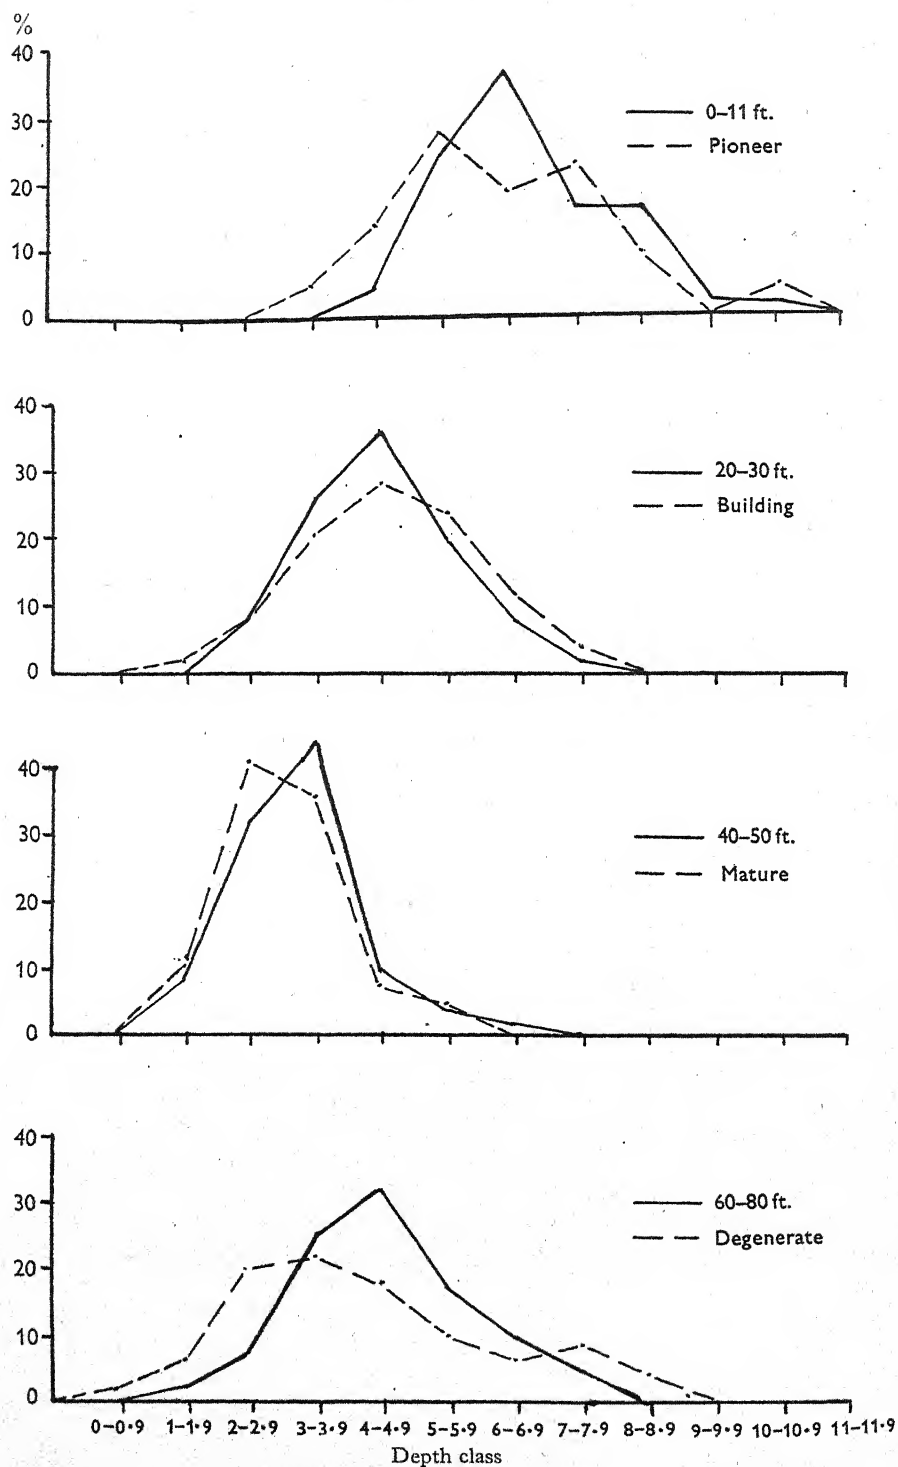 %
40
30
20
10
0
0–11 ft.
Pioneer
40
30
20
10
0
20–30 ft.
Building
40
30
20
10
0
40–50 ft.
Mature
40
30
20
10
0
60–80 ft.
Degenerate
0–0·9 1–1·9 2–2·9 3–3·9 4–4·9 5–5·9 6–6·9 7–7·9 8–8·9 9–9·9 10–10·9 11–11·9
Depth class